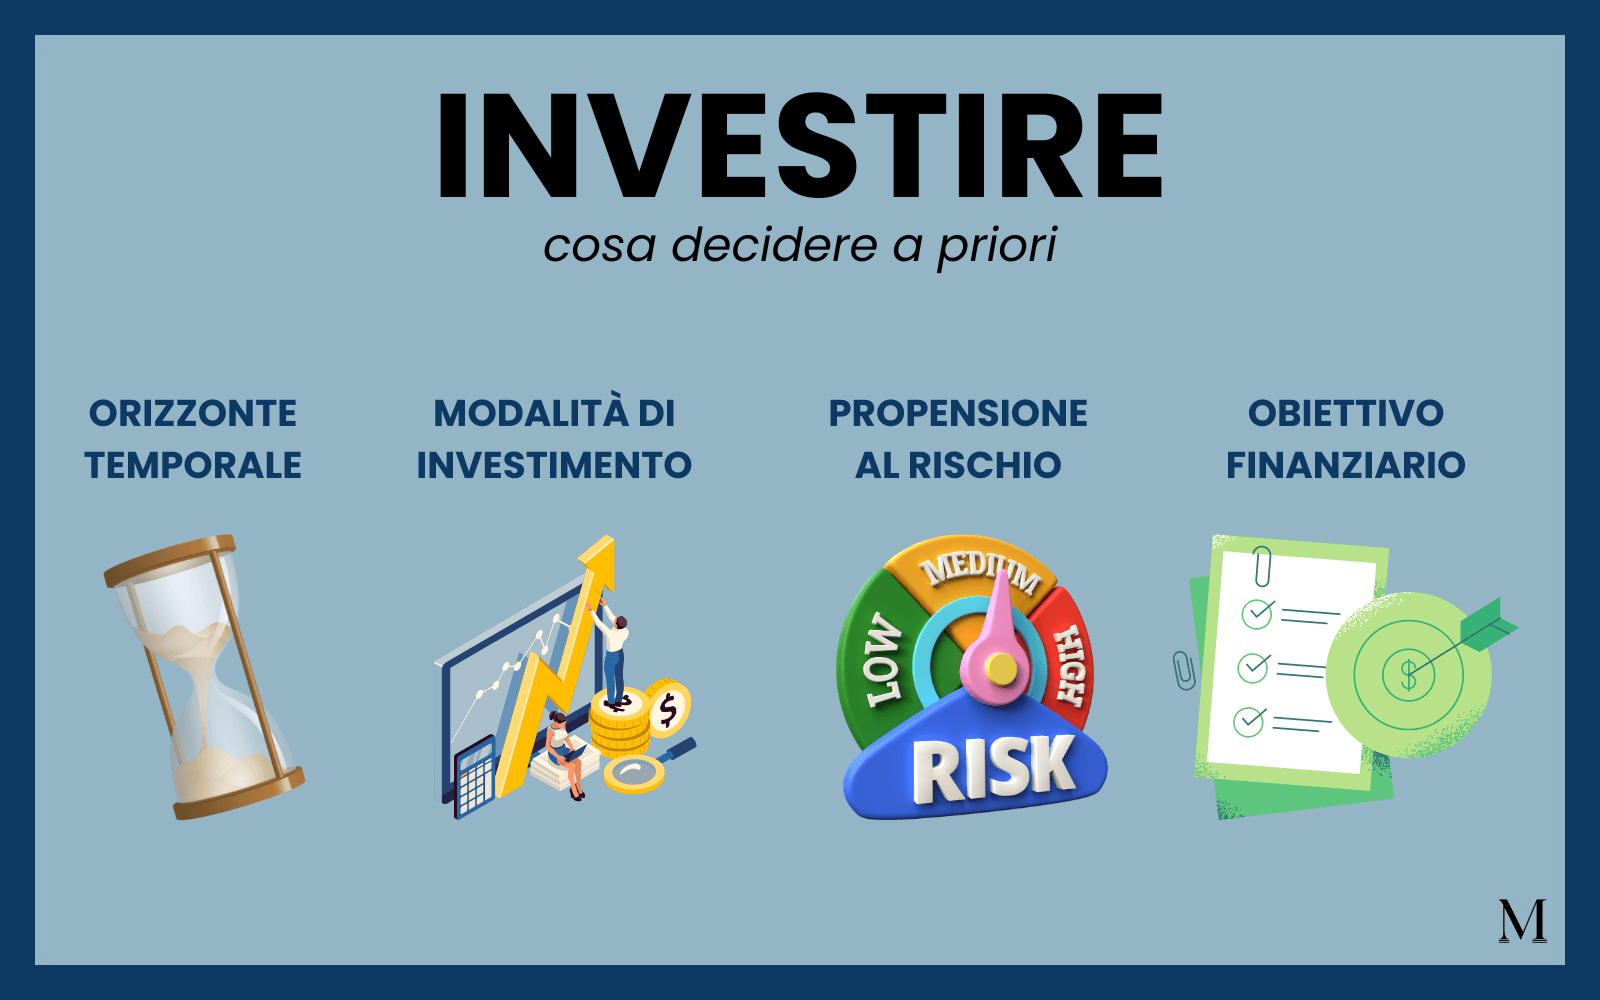 INVESTIRE
cosa decidere a priori
ORIZZONTE
TEMPORALE
MODALITÀ DI
INVESTIMENTO
PROPENSIONE
AL RISCHIO
OBIETTIVO
FINANZIARIO
$
$
LOW
MEDIUM
HIGH
RISK
$
M